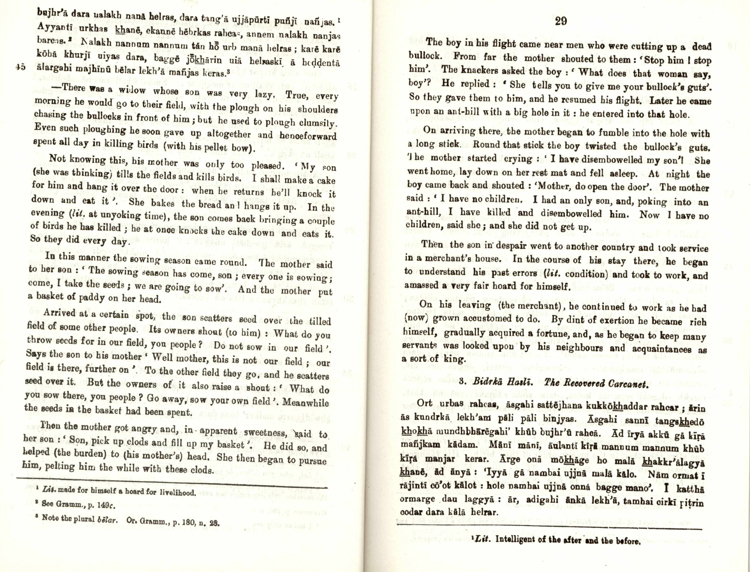 bujhr'ā dara nalakh nanā helras, dara tang'ā ujjāpūrti puñjī nañjas. ¹
Ayyantī urkhas khanē, ekannē hēbrkas rahcas, annem nalakh nanjas
barcas. ² Nalakh nannum nannum tān hō urb manā helras ; karē karē
kōhā khurjī uiyas dara, baggē jōkhārin uiā helraskī ā heddentā
45 ālargahi majhinū bēlar lekh'ā mañjas keras.³
—There was a widow whose son was very lazy. True, every
morning he would go to their field, with the plough on his shoulders
chasing the bullocks in front of him ; but he used to plough clumsily.
Even such ploughing he soon gave up altogether and henceforward
spent all day in killing birds (with his pellet bow).
Not knowing this, his mother was only too pleased. ‘ My son
(she was thinking) tills the fields and kills birds. I shall make a cake
for him and hang it over the door : when he returns he'll knock it
down and eat it ’. She bakes the bread and hangs it up. In the
evening (lit. at unyoking time), the son comes back bringing a couple
of birds he has killed ; he at once knocks the cake down and eats it.
So they did every day.
In this manner the sowing season came round. The mother said
to her son : ‘ The sowing season has come, son ; every one is sowing ;
come, I take the seeds ; we are going to sow’. And the mother put
a basket of paddy on her head.
Arrived at a certain spot, the son scatters seed over the tilled
field of some other people. Its owners shout (to him) : What do you
throw seeds for in our field, you people ? Do not sow in our field ’.
Says the son to his mother ‘ Well mother, this is not our field ; our
field is there, further on ’. To the other field they go, and he scatters
seed over it. But the owners of it also raise a shout : ‘ What do
you sow there, you people ? Go away, sow your own field ’. Meanwhile
the seeds in the basket had been spent.
Then the mother got angry and, in apparent sweetness, said to
her son : ‘ Son, pick up clods and fill up my basket ’. He did so, and
helped (the burden) to (his mother's) head. She then began to pursue
him, pelting him the while with these clods.
¹ Lit. made for himself a hoard for livelihood.
² See Gramm., p. 149c.
³ Note the plural bēlar. Or. Gramm., p. 180, n. 28.
29
The boy in his flight came near men who were cutting up a dead
bullock. From far the mother shouted to them : ‘Stop him ! stop
him’. The knackers asked the boy : ‘ What does that woman say,
boy’? He replied : ‘ She tells you to give me your bullock's guts’.
So they gave them to him, and he resumed his flight. Later he came
upon an ant-hill with a big hole in it : he entered into that hole.
On arriving there, the mother began to fumble into the hole with
a long stick. Round that stick the boy twisted the bullock's guts.
The mother started crying : ‘ I have disembowelled my son’! She
went home, lay down on her rest mat and fell asleep. At night the
boy came back and shouted : ‘Mother, do open the door’. The mother
said : ‘ I have no children. I had an only son, and, poking into an
ant-hill, I have killed and disembowelled him. Now I have no
children, said she ; and she did not get up.
Then the son in despair went to another country and took service
in a merchant's house. In the course of his stay there, he began
to understand his past errors (lit. condition) and took to work, and
amassed a very fair hoard for himself.
On his leaving (the merchant), he continued to work as he had
(now) grown accustomed to do. By dint of exertion he became rich
himself, gradually acquired a fortune, and, as he began to keep many
servants was looked upon by his neighbours and acquaintances as
a sort of king.
3. Bidrkā Haslī. The Recovered Carcanet.
Ort urbas rahcas, āsgahi sattējhana kukkōkhaddar rahcar ; ārin
ās kundrkā lekh'am pāli pāli binjyas. Āsgahi sannī tangskhedō
khokhā mundhbhārēgahi' khūb bujhr'ū rahcā. Ad īryā akkū gā kīrā
mañjkam kādam. Mānī mānī, āulantī kīrā mannum mannum khūb
kīrā manjar kerar. Ārge onā mōkhāge ho malā khakkr'ālagyā
khanē, ād ānyā : ‘Iyyā gā nambai ujjnā malā kālo. Nām ormat ī
rājintī cō'ot kālot : hole nambai ujjnā onnā bagge mano’. I katthā
ormarge dau laggyā : ār, adigahi ānkā lekh'ā, tamhai cirkī piṭrin
codar dara kālā helrar.
¹Lit. Intelligent of the after and the before.